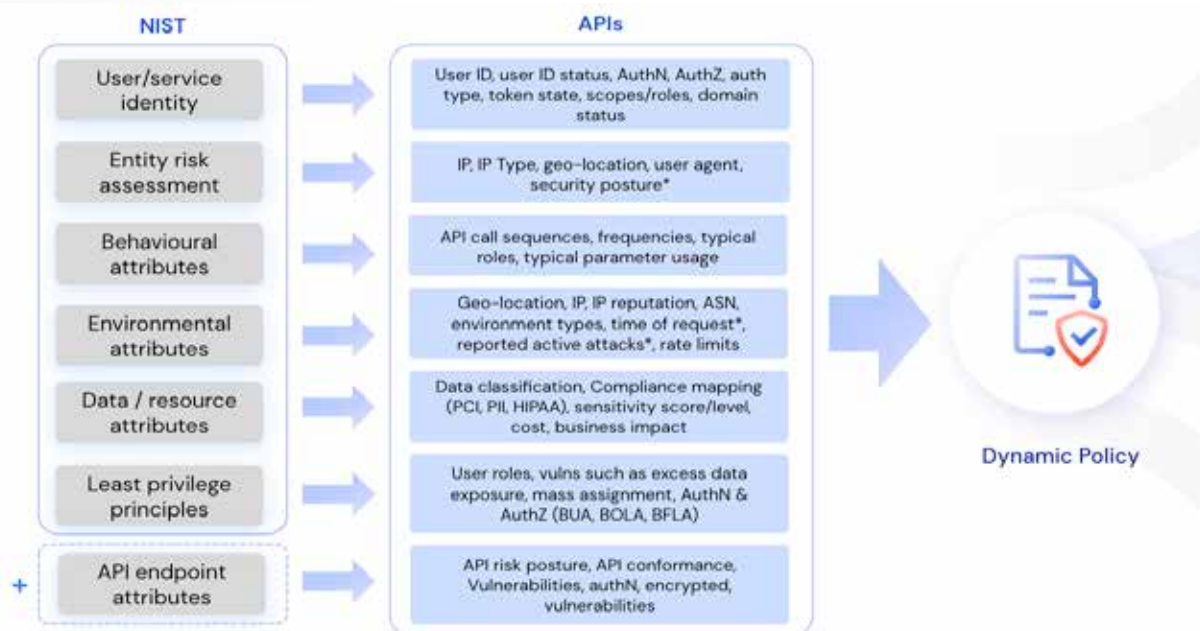 NIST
APIs
User/service
identity
User ID, user ID status, AuthN, AuthZ, auth
type, token state, scopes/roles, domain
status
Entity risk
assessment
IP, IP Type, geo-location, user agent,
security posture*
Behavioural
attributes
API call sequences, frequencies, typical
roles, typical parameter usage
Environmental
attributes
Geo-location, IP, IP reputation, ASN,
environment types, time of request*,
reported active attacks*, rate limits
Data / resource
attributes
Data classification, Compliance mapping
(PCI, PII, HIPAA), sensitivity score/level,
cost, business impact
Least privilege
principles
User roles, vulns such as excess data
exposure, mass assignment, AuthN &
AuthZ (BUA, BOLA, BFLA)
+
API endpoint
attributes
API risk posture, API conformance,
Vulnerabilities, authN, encrypted,
vulnerabilities
Dynamic Policy